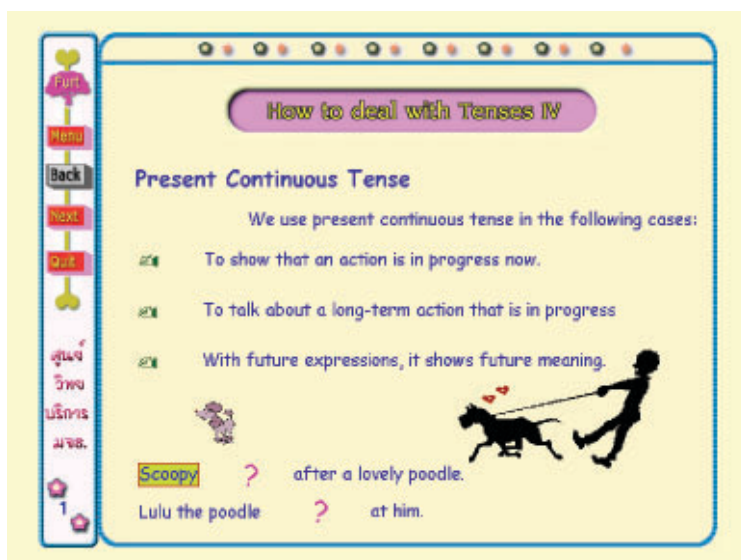 How to deal with Tenses IV
Furt
Menu
Back
Next
Quit
ศูนย์
วิทย
บริการ
มจธ.
1
Present Continuous Tense
We use present continuous tense in the following cases:
To show that an action is in progress now.
To talk about a long-term action that is in progress
With future expressions, it shows future meaning.
Scoopy ? after a lovely poodle.
Lulu the poodle ? at him.